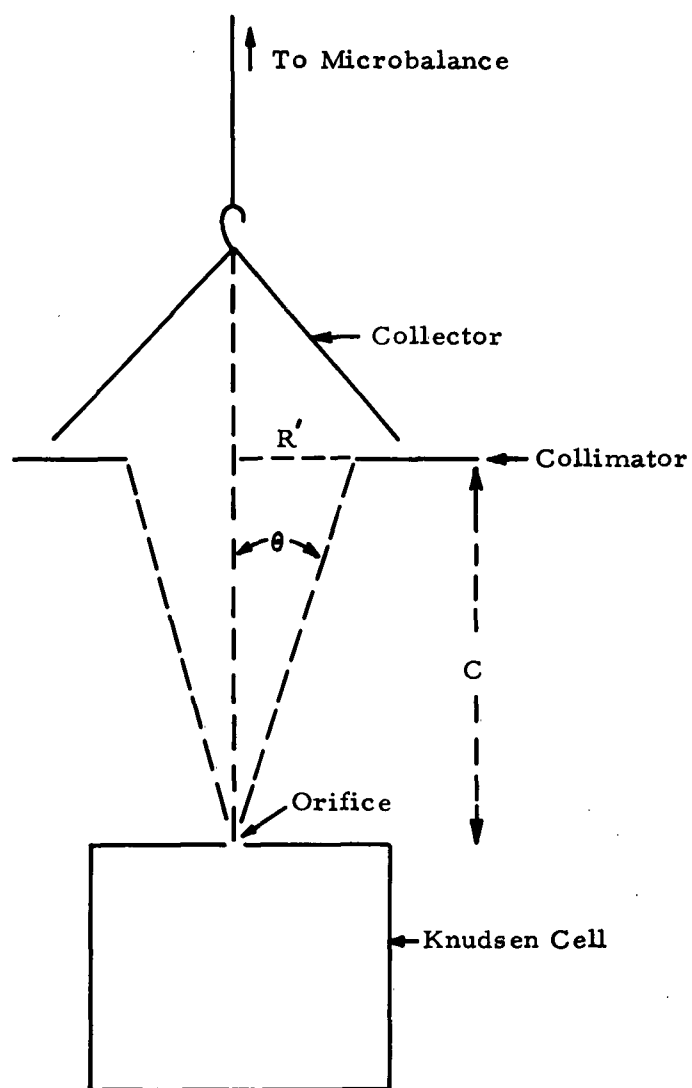 To Microbalance
Collector
R'
Collimator
θ
C
Orifice
Knudsen Cell